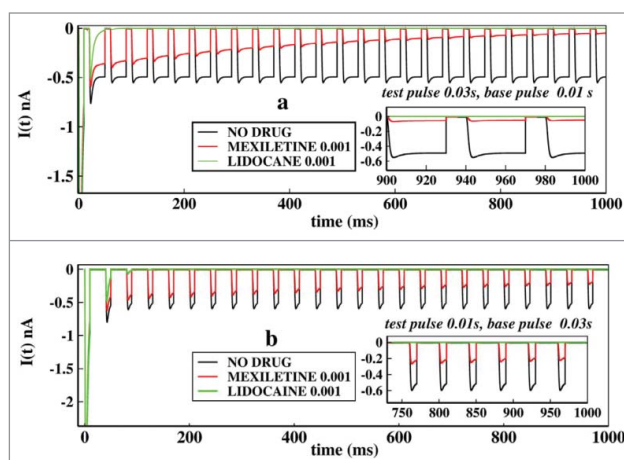 0
-0.5
-1
-1.5
I(t) nA
a
test pulse 0.03s, base pulse 0.01 s
NO DRUG
MEXILETINE 0.001
LIDOCANE 0.001
0
-0.2
-0.4
-0.6
900 920 940 960 980 1000
0 200 400 600 800 1000
time (ms)
0
-0.5
-1
-1.5
-2
I(t) nA
b
test pulse 0.01s, base pulse 0.03s
NO DRUG
MEXILETINE 0.001
LIDOCAINE 0.001
0
-0.2
-0.4
-0.6
750 800 850 900 950 1000
0 200 400 600 800 1000
time (ms)